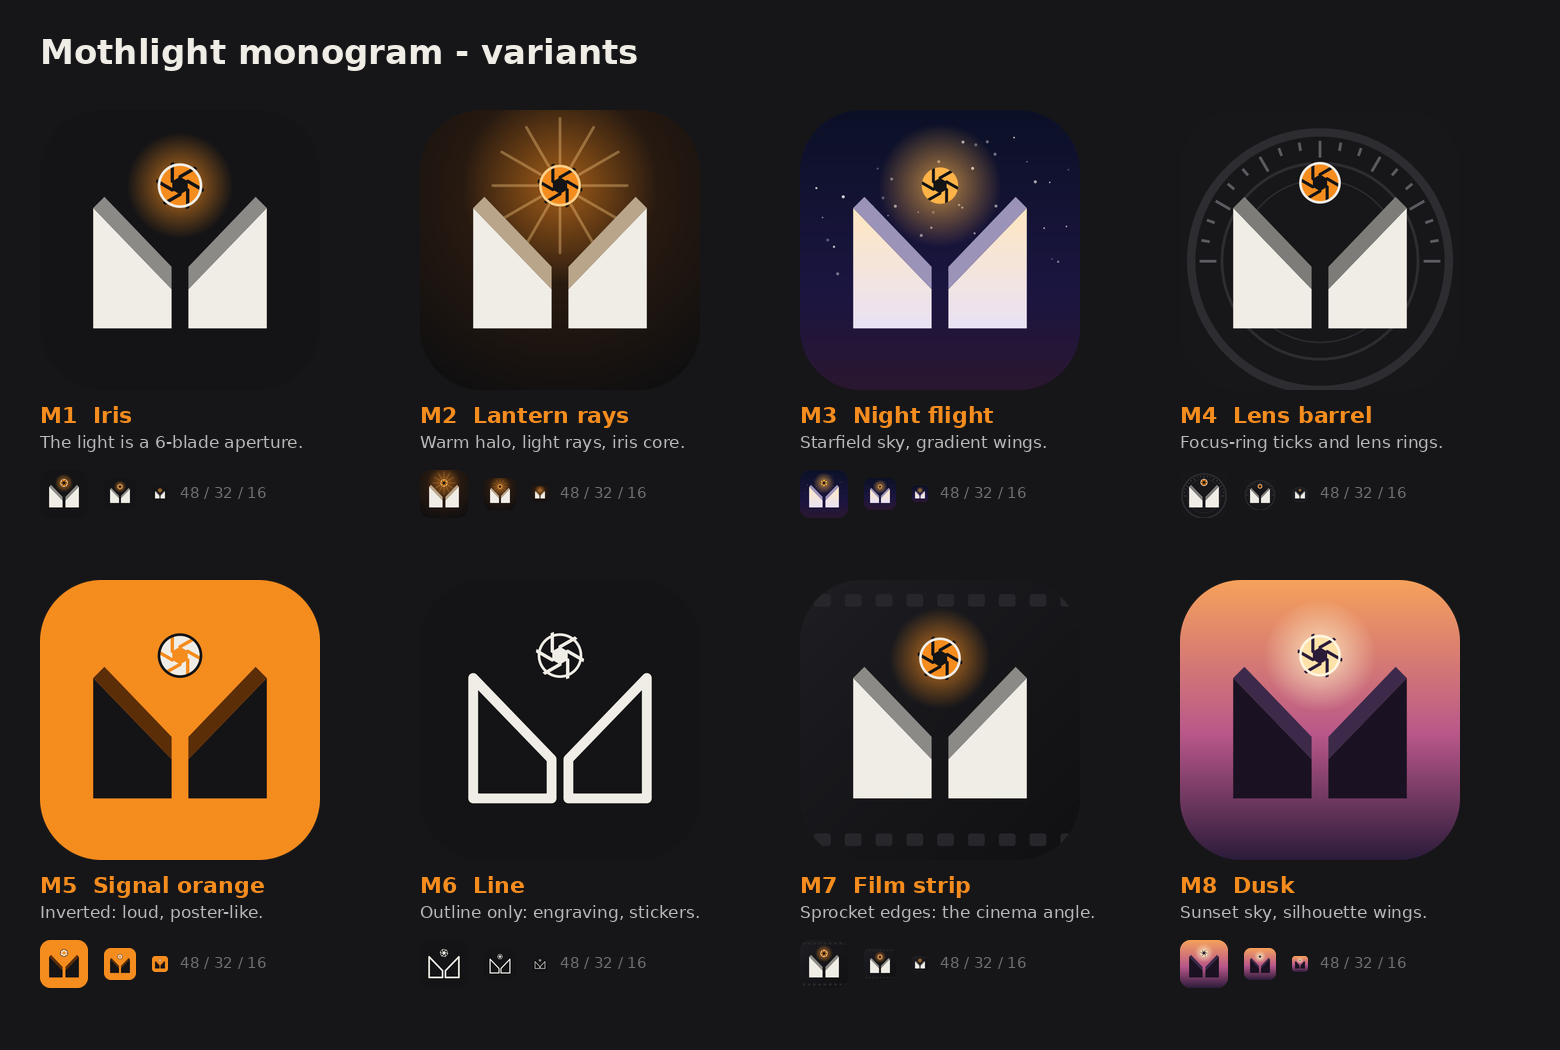 Mothlight monogram - variants
M1 Iris
The light is a 6-blade aperture.
48 / 32 / 16
M2 Lantern rays
Warm halo, light rays, iris core.
48 / 32 / 16
M3 Night flight
Starfield sky, gradient wings.
48 / 32 / 16
M4 Lens barrel
Focus-ring ticks and lens rings.
48 / 32 / 16
M5 Signal orange
Inverted: loud, poster-like.
48 / 32 / 16
M6 Line
Outline only: engraving, stickers.
48 / 32 / 16
M7 Film strip
Sprocket edges: the cinema angle.
48 / 32 / 16
M8 Dusk
Sunset sky, silhouette wings.
48 / 32 / 16